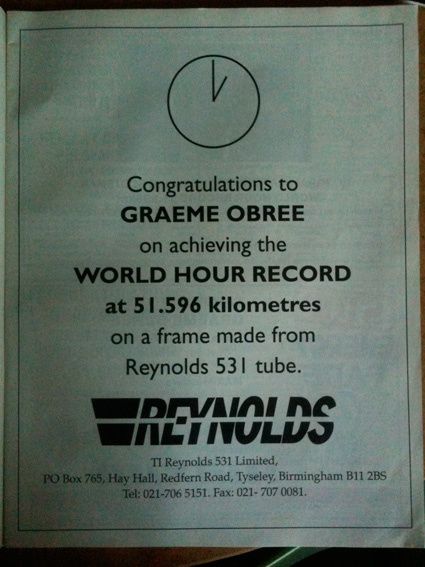 Congratulations to
GRAEME OBREE
on achieving the
WORLD HOUR RECORD
at 51.596 kilometres
on a frame made from
Reynolds 531 tube.
REYNOLDS
TI Reynolds 531 Limited,
PO Box 765, Hay Hall, Redfern Road, Tyseley, Birmingham B11 2BS
Tel: 021-706 5151. Fax: 021- 707 0081.